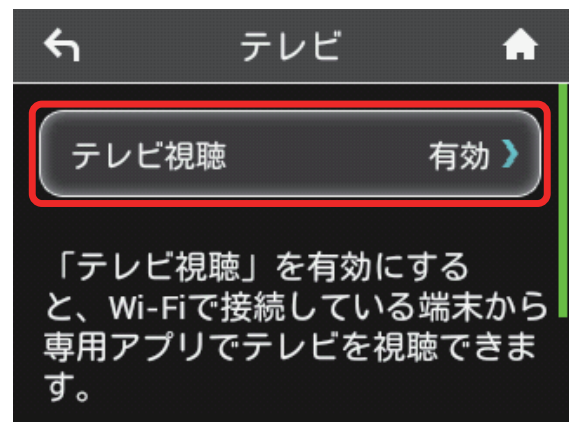 テレビ
テレビ視聴 有効
「テレビ視聴」を有効にする
と、Wi-Fiで接続している端末から
専用アプリでテレビを視聴できま
す。